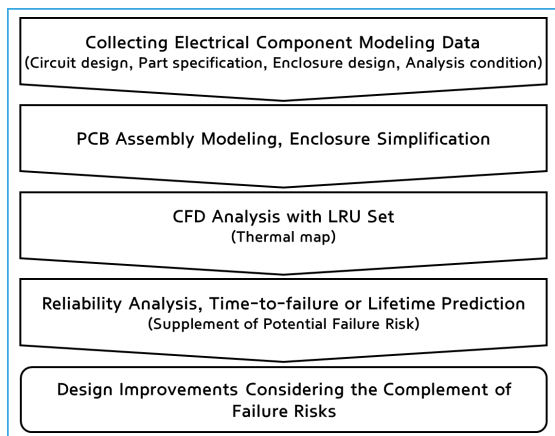 Collecting Electrical Component Modeling Data
(Circuit design, Part specification, Enclosure design, Analysis condition)
PCB Assembly Modeling, Enclosure Simplification
CFD Analysis with LRU Set
(Thermal map)
Reliability Analysis, Time-to-failure or Lifetime Prediction
(Supplement of Potential Failure Risk)
Design Improvements Considering the Complement of
Failure Risks